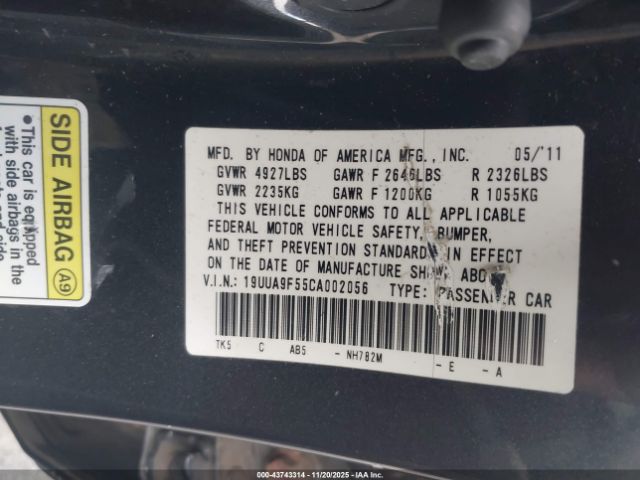 SIDE AIRBAG A9
•This car is equipped
with side airbags in the
MFD. BY HONDA OF AMERICA MFG., INC. 05/'11
GVWR 4927LBS GAWR F 2646LBS R 2326LBS
GVWR 2235KG GAWR F 1200KG R 1055KG
THIS VEHICLE CONFORMS TO ALL APPLICABLE
FEDERAL MOTOR VEHICLE SAFETY, BUMPER,
AND THEFT PREVENTION STANDARDS IN EFFECT
ON THE DATE OF MANUFACTURE SHOWN ABOVE.
V.I.N.: 19UUA9F55CA002056 TYPE: PASSENGER CAR
TK5 C AB5 - NH782M - E - A
00-43743314 - 11/20/2025 - IAAI.COM